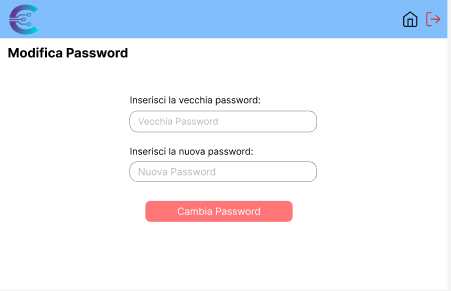 Modifica Password
Inserisci la vecchia password:
Vecchia Password
Inserisci la nuova password:
Nuova Password
Cambia Password